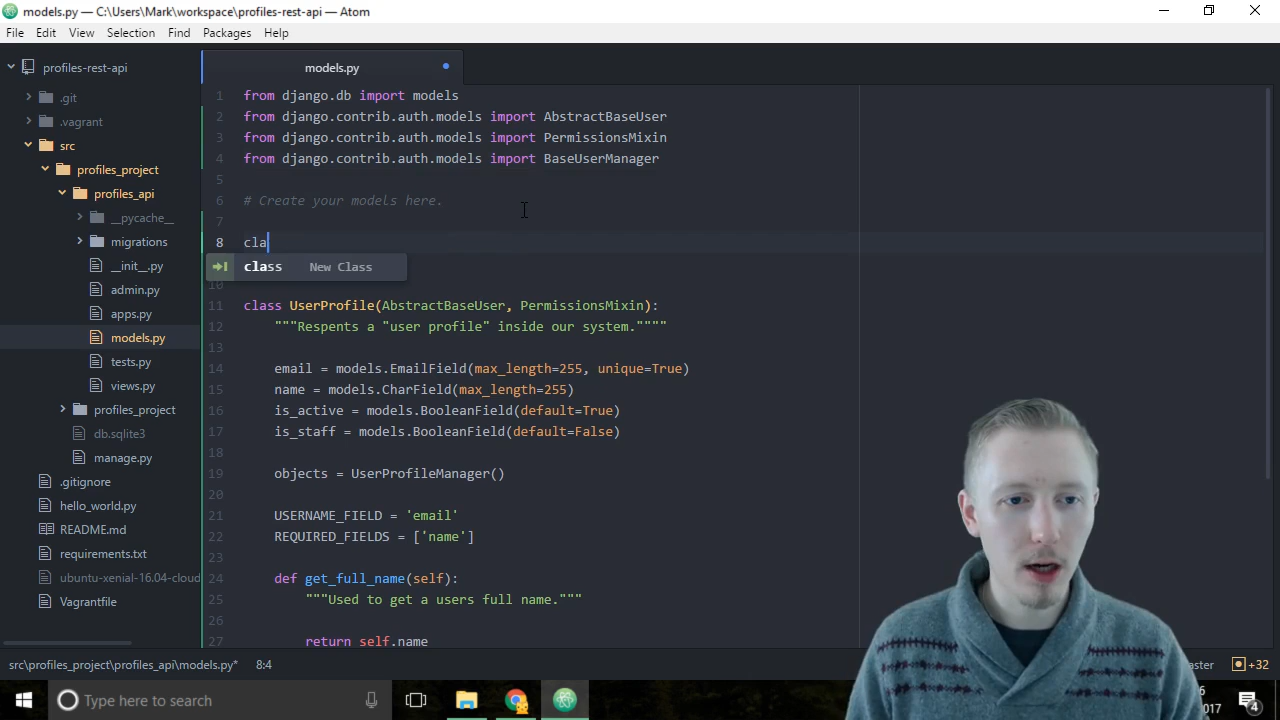 models.py — C:\Users\Mark\workspace\profiles-rest-api — Atom
File Edit View Selection Find Packages Help
profiles-rest-api
.git
.vagrant
src
profiles_project
profiles_api
__pycache__
migrations
__init__.py
admin.py
apps.py
models.py
tests.py
views.py
profiles_project
db.sqlite3
manage.py
.gitignore
hello_world.py
README.md
requirements.txt
ubuntu-xenial-16.04-cloud
Vagrantfile
models.py
1 from django.db import models
2 from django.contrib.auth.models import AbstractBaseUser
3 from django.contrib.auth.models import PermissionsMixin
4 from django.contrib.auth.models import BaseUserManager
5
6 # Create your models here.
7
8 cla
class New Class
10
11 class UserProfile(AbstractBaseUser, PermissionsMixin):
12 """Respents a "user profile" inside our system.""""
13
14 email = models.EmailField(max_length=255, unique=True)
15 name = models.CharField(max_length=255)
16 is_active = models.BooleanField(default=True)
17 is_staff = models.BooleanField(default=False)
18
19 objects = UserProfileManager()
20
21 USERNAME_FIELD = 'email'
22 REQUIRED_FIELDS = ['name']
23
24 def get_full_name(self):
25 """Used to get a users full name."""
26
27 return self.name
src\profiles_project\profiles_api\models.py* 8:4
aster +32
Type here to search
4